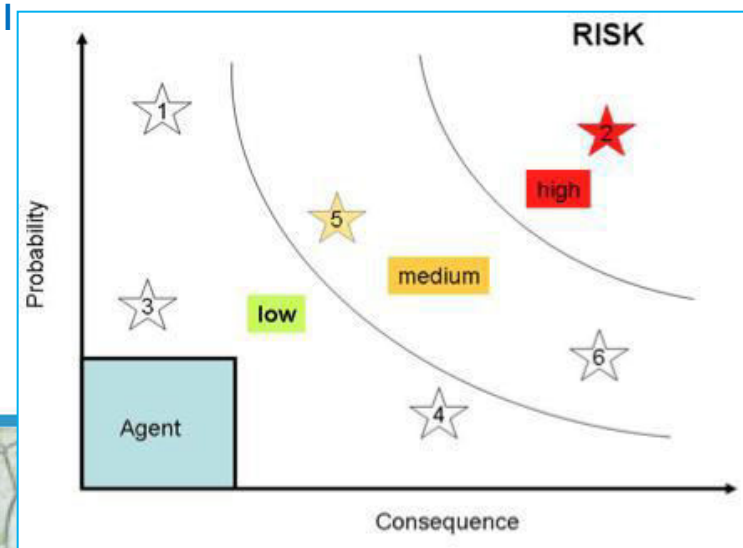 RISK
1
2
high
5
Probability
medium
3
low
6
4
Agent
Consequence